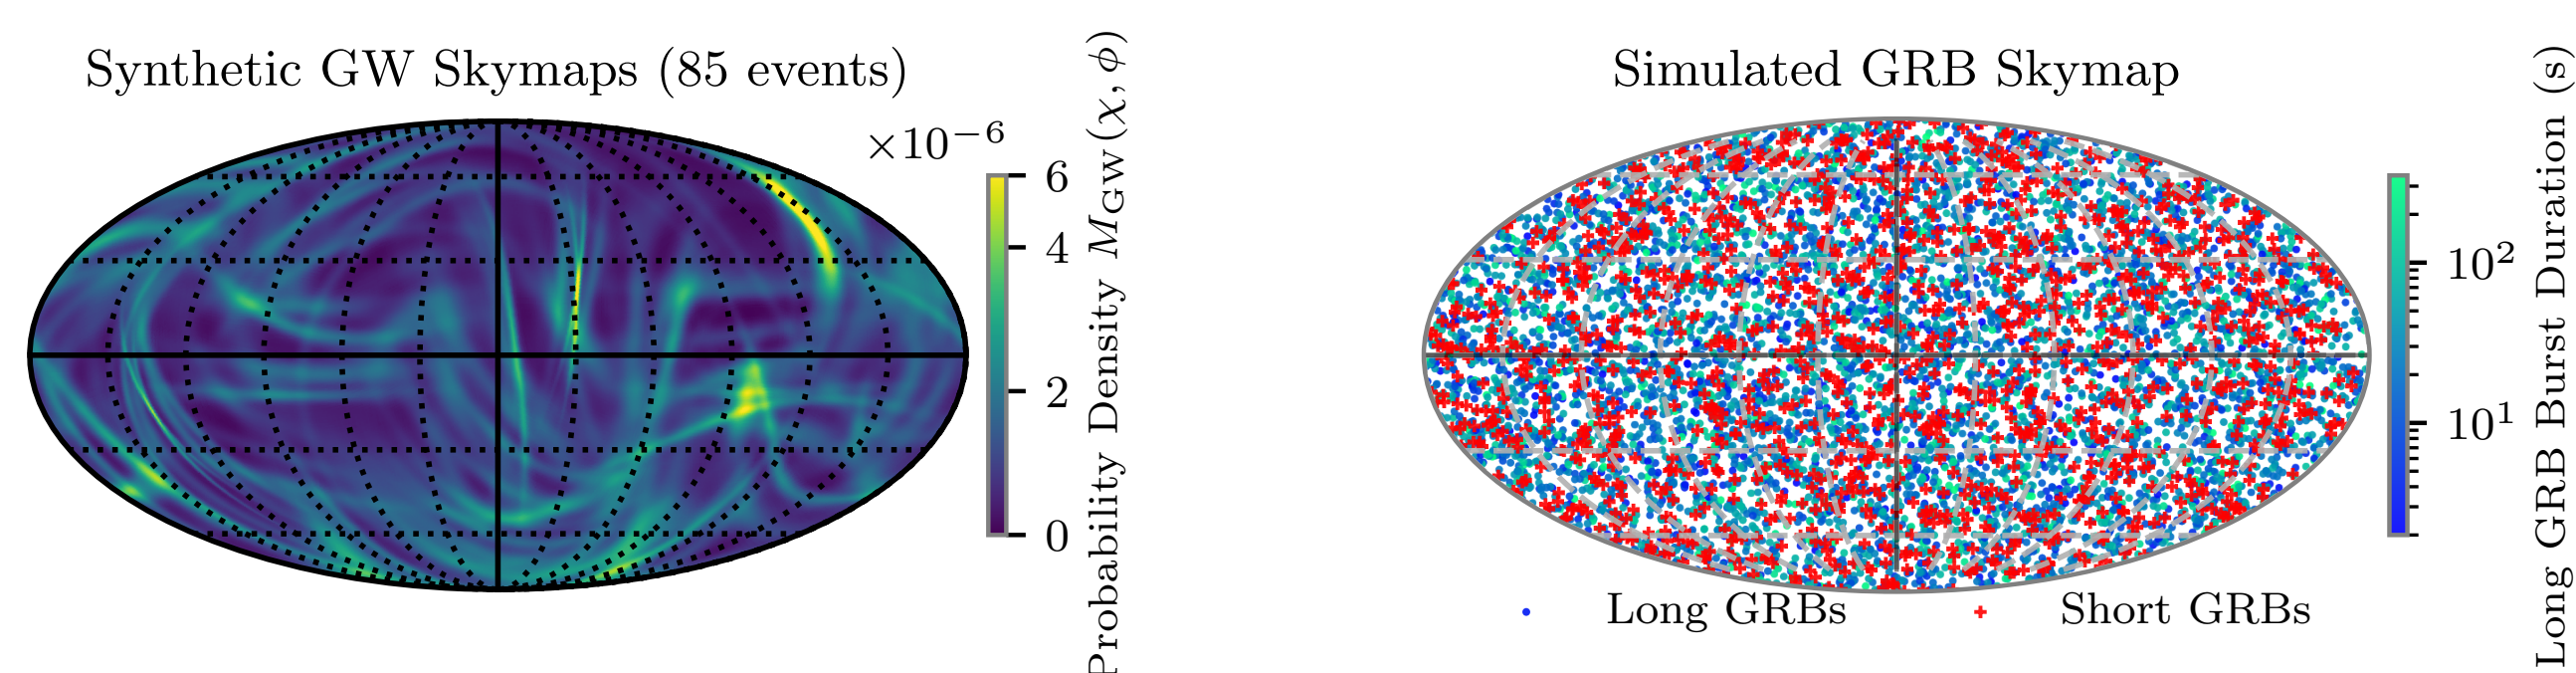 Synthetic GW Skymaps (85 events)
×10⁻⁶
6
4
2
0
Probability Density M_GW(χ, ϕ)
Simulated GRB Skymap
10²
10¹
Long GRB Burst Duration (s)
Long GRBs
Short GRBs